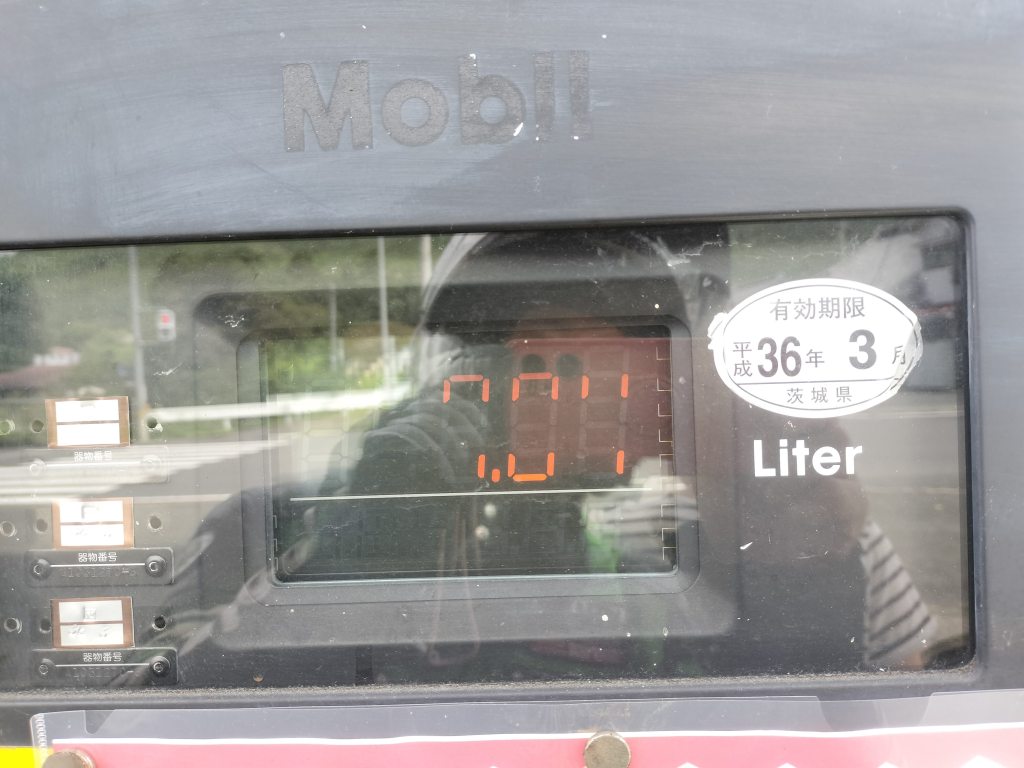 Mobil
有効期限
平成36年 3月
茨城県
Liter
器物番号
器物番号
器物番号